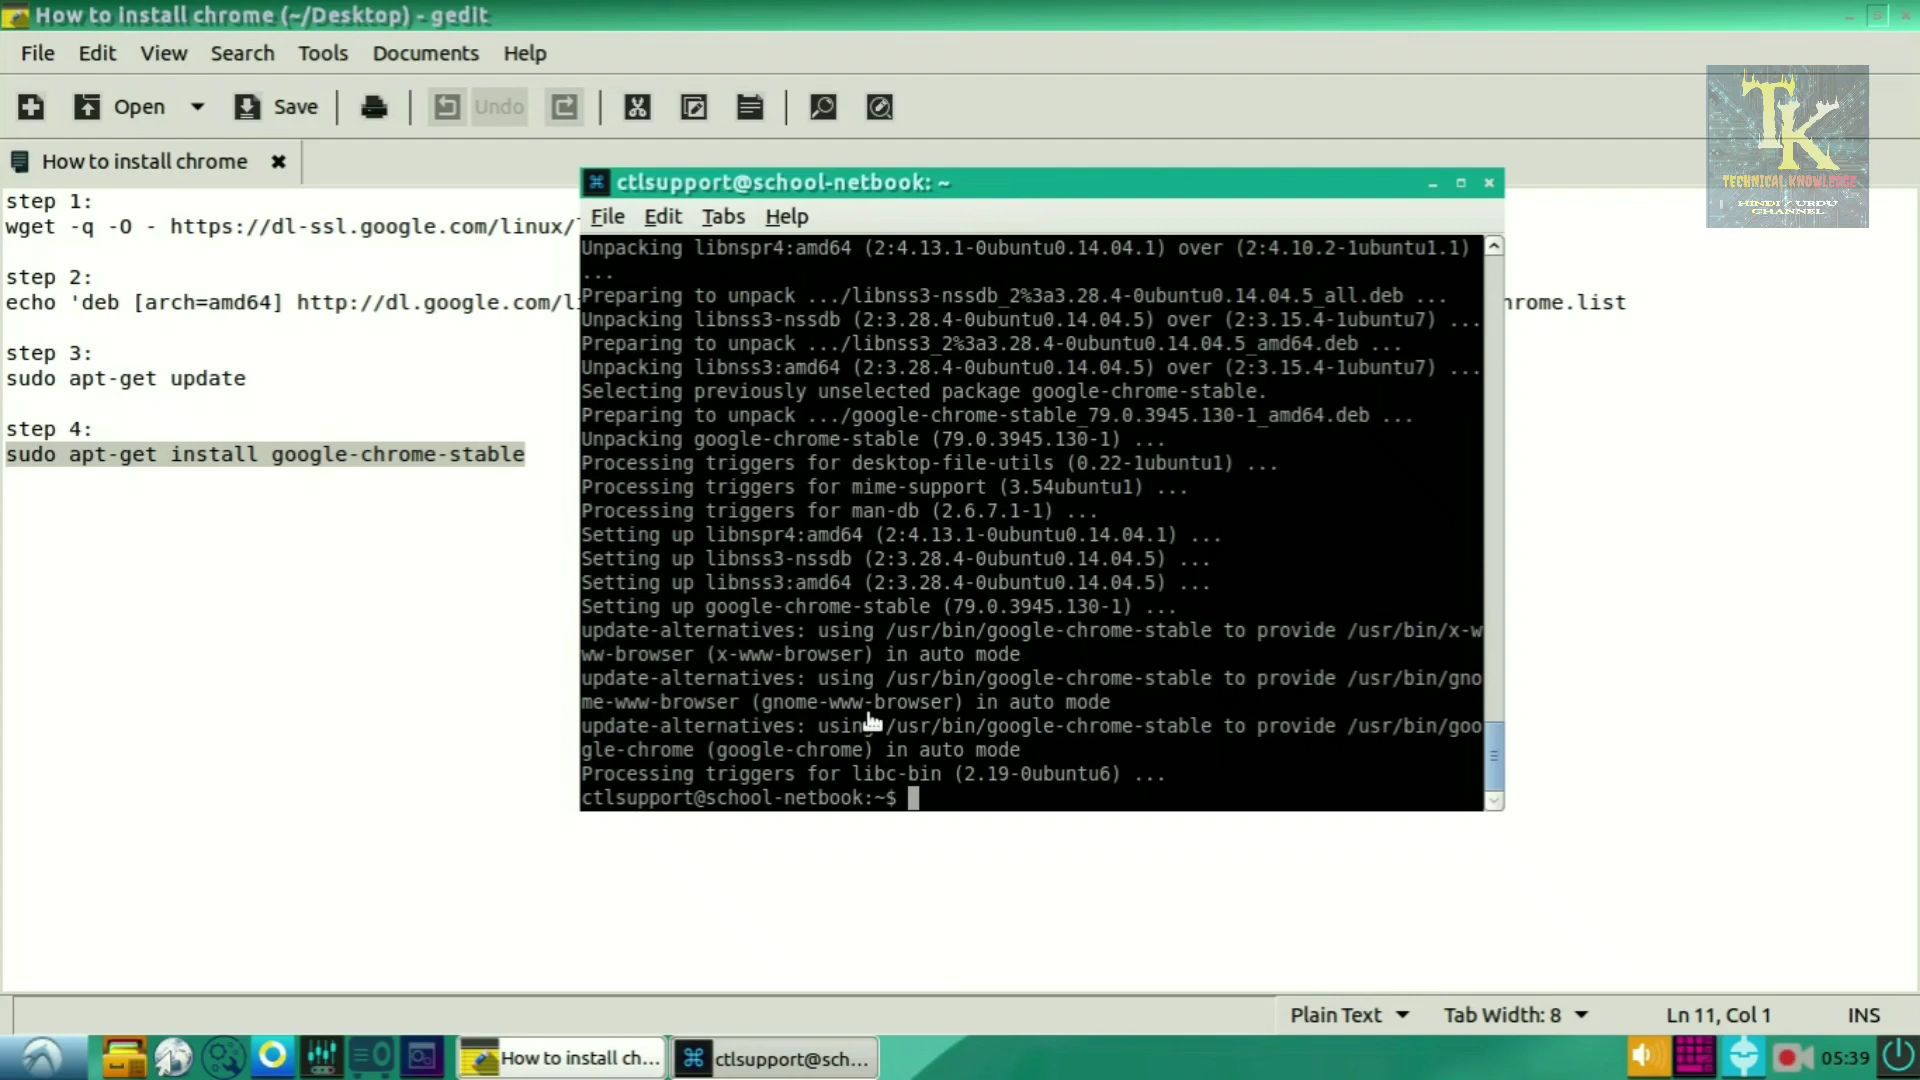 How to install chrome (~/Desktop) - gedit
File Edit View Search Tools Documents Help
Open Save Undo
How to install chrome
step 1:
wget -q -O - https://dl-ssl.google.com/linux/
step 2:
echo 'deb [arch=amd64] http://dl.google.com/li
hrome.list
step 3:
sudo apt-get update
step 4:
sudo apt-get install google-chrome-stable
TK
TECHNICAL KNOWLEDGE
HINDI / URDU
CHANNEL
ctlsupport@school-netbook: ~
File Edit Tabs Help
Unpacking libnspr4:amd64 (2:4.13.1-0ubuntu0.14.04.1) over (2:4.10.2-1ubuntu1.1)
...
Preparing to unpack .../libnss3-nssdb_2%3a3.28.4-0ubuntu0.14.04.5_all.deb ...
Unpacking libnss3-nssdb (2:3.28.4-0ubuntu0.14.04.5) over (2:3.15.4-1ubuntu7) ...
Preparing to unpack .../libnss3_2%3a3.28.4-0ubuntu0.14.04.5_amd64.deb ...
Unpacking libnss3:amd64 (2:3.28.4-0ubuntu0.14.04.5) over (2:3.15.4-1ubuntu7) ...
Selecting previously unselected package google-chrome-stable.
Preparing to unpack .../google-chrome-stable_79.0.3945.130-1_amd64.deb ...
Unpacking google-chrome-stable (79.0.3945.130-1) ...
Processing triggers for desktop-file-utils (0.22-1ubuntu1) ...
Processing triggers for mime-support (3.54ubuntu1) ...
Processing triggers for man-db (2.6.7.1-1) ...
Setting up libnspr4:amd64 (2:4.13.1-0ubuntu0.14.04.1) ...
Setting up libnss3-nssdb (2:3.28.4-0ubuntu0.14.04.5) ...
Setting up libnss3:amd64 (2:3.28.4-0ubuntu0.14.04.5) ...
Setting up google-chrome-stable (79.0.3945.130-1) ...
update-alternatives: using /usr/bin/google-chrome-stable to provide /usr/bin/x-w
ww-browser (x-www-browser) in auto mode
update-alternatives: using /usr/bin/google-chrome-stable to provide /usr/bin/gno
me-www-browser (gnome-www-browser) in auto mode
update-alternatives: using /usr/bin/google-chrome-stable to provide /usr/bin/goo
gle-chrome (google-chrome) in auto mode
Processing triggers for libc-bin (2.19-0ubuntu6) ...
ctlsupport@school-netbook:~$
Plain Text Tab Width: 8 Ln 11, Col 1 INS
How to install ch... ctlsupport@sch... 05:39